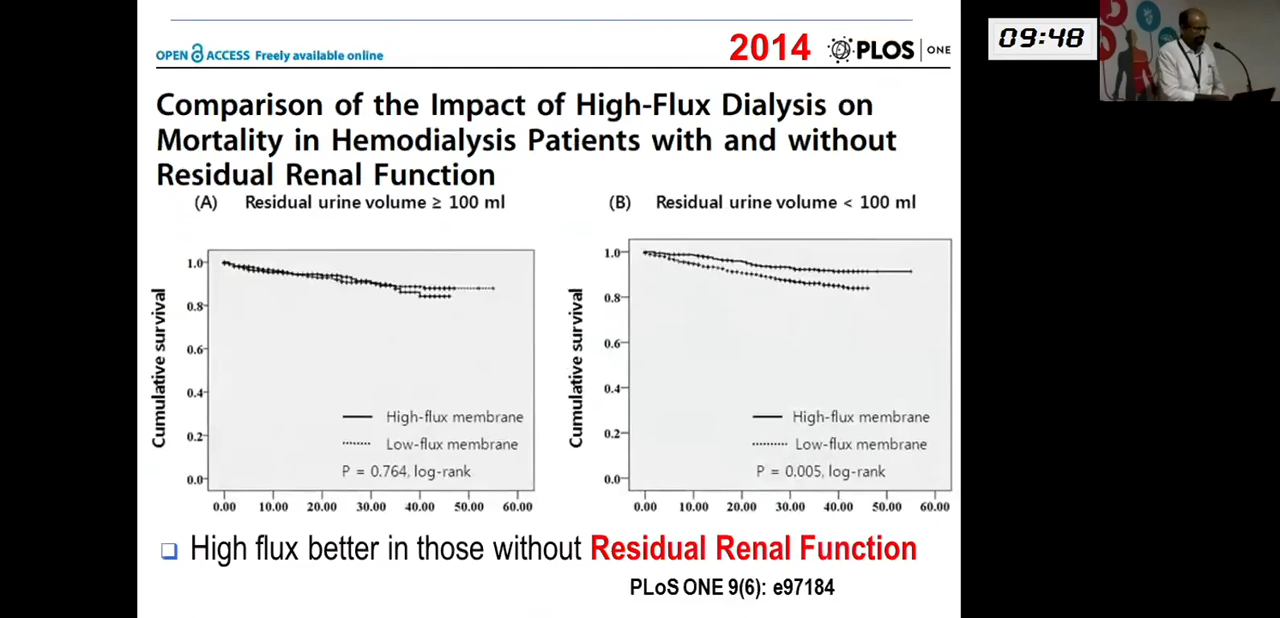 OPEN ACCESS Freely available online
2014
PLOS | ONE
09:48
Comparison of the Impact of High-Flux Dialysis on
Mortality in Hemodialysis Patients with and without
Residual Renal Function
(A) Residual urine volume ≥ 100 ml
(B) Residual urine volume < 100 ml
Cumulative survival
1.0
0.8
0.6
0.4
0.2
0.0
High-flux membrane
Low-flux membrane
P = 0.764, log-rank
0.00 10.00 20.00 30.00 40.00 50.00 60.00
Cumulative survival
1.0
0.8
0.6
0.4
0.2
0.0
High-flux membrane
Low-flux membrane
P = 0.005, log-rank
0.00 10.00 20.00 30.00 40.00 50.00 60.00
High flux better in those without Residual Renal Function
PLoS ONE 9(6): e97184